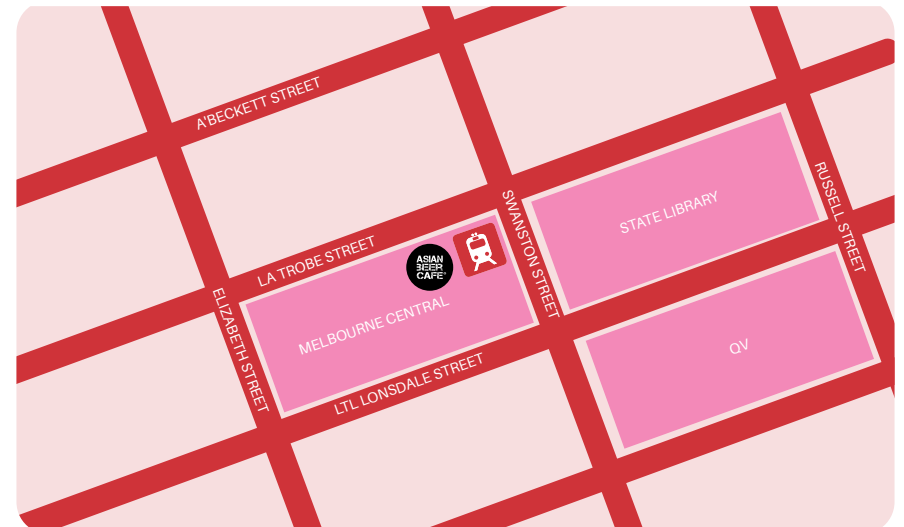 A'BECKETT STREET
LA TROBE STREET
ELIZABETH STREET
SWANSTON STREET
RUSSELL STREET
STATE LIBRARY
ASIAN
BEER
CAFE
MELBOURNE CENTRAL
QV
LTL LONSDALE STREET